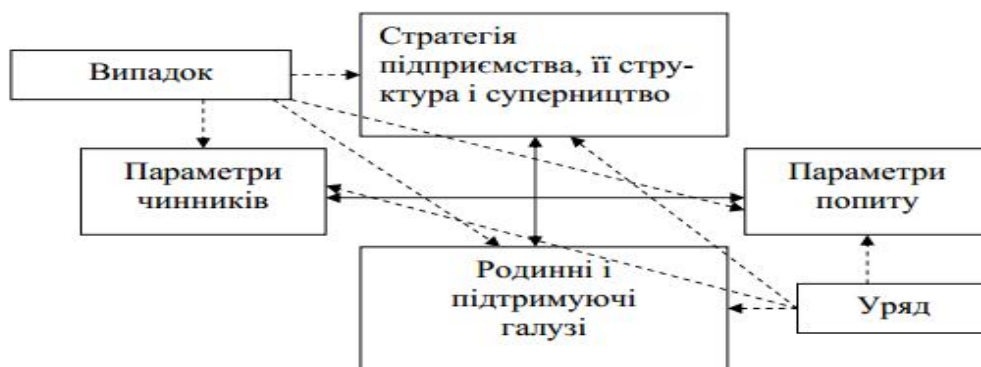 Стратегія
підприємства, її стру-
ктура і суперництво
Випадок
Параметри
чинників
Параметри
попиту
Родинні і
підтримуючі
галузі
Уряд